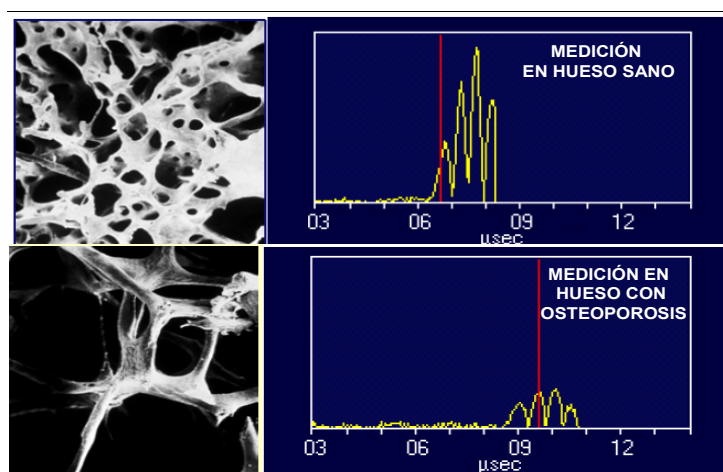 MEDICIÓN
EN HUESO SANO
03 06 09 12
µsec
MEDICIÓN EN
HUESO CON
OSTEOPOROSIS
03 06 09 12
µsec